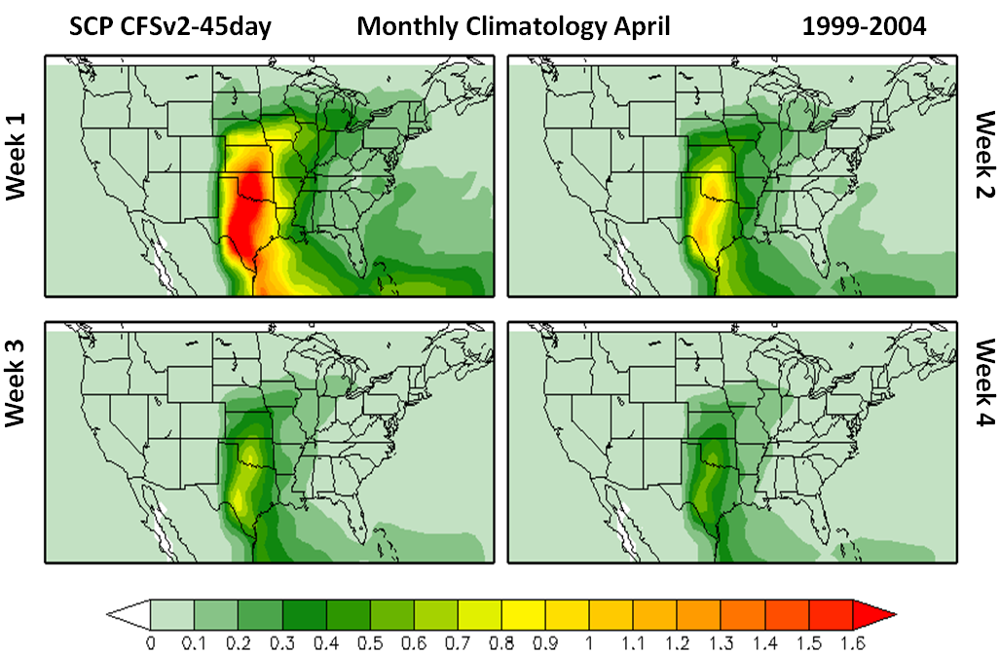 SCP CFSv2-45day Monthly Climatology April 1999-2004
Week 1
Week 2
Week 3
Week 4
0 0.1 0.2 0.3 0.4 0.5 0.6 0.7 0.8 0.9 1 1.1 1.2 1.3 1.4 1.5 1.6